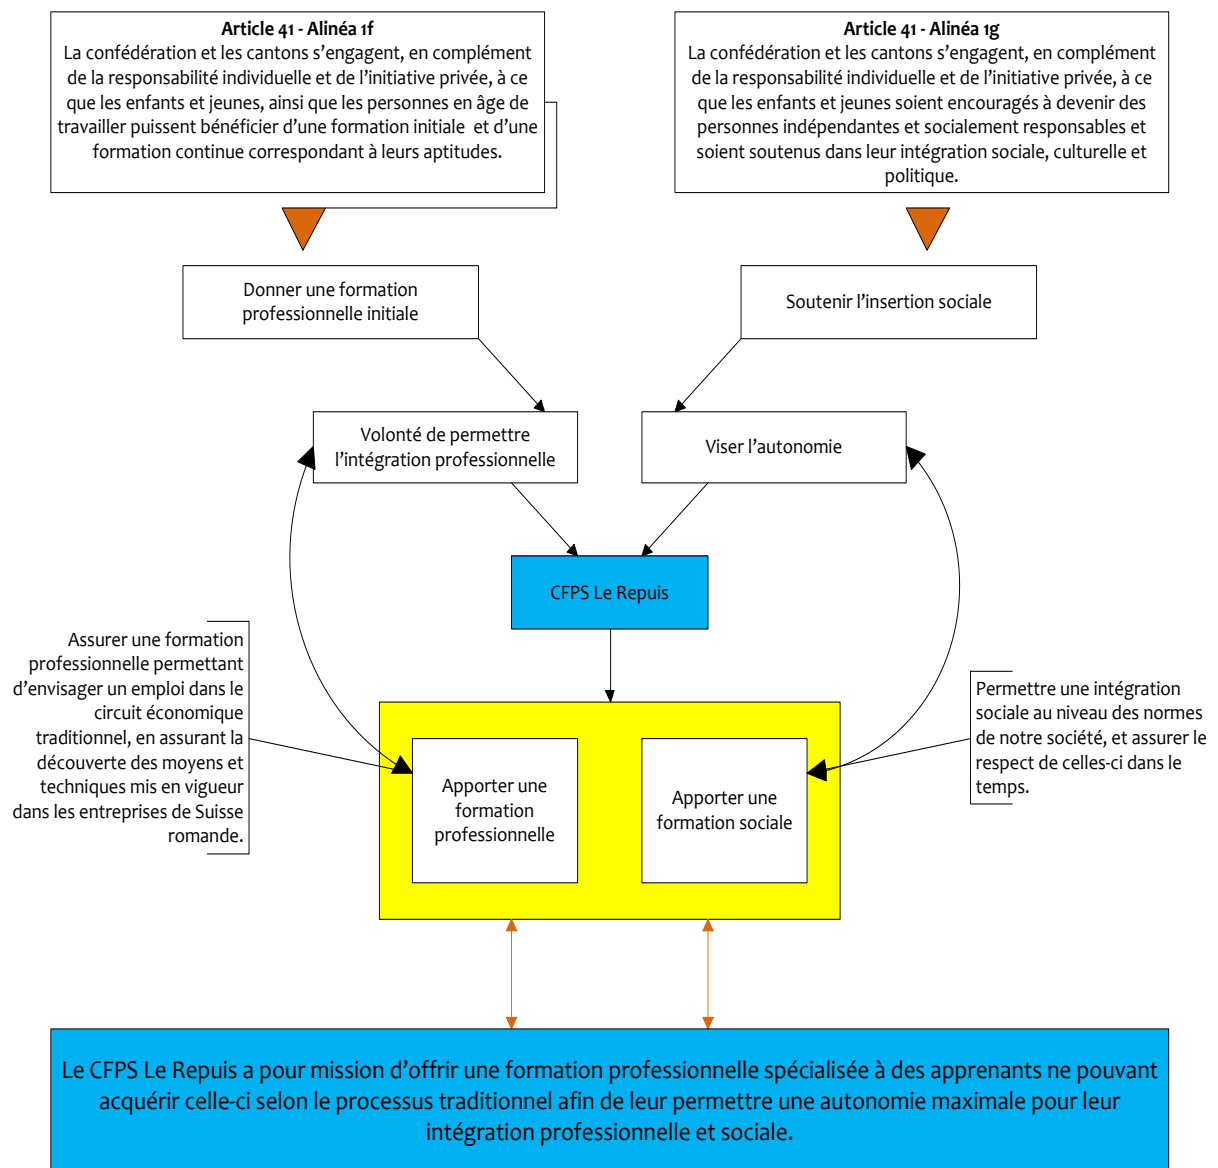 Article 41 - Alinéa 1f
La confédération et les cantons s’engagent, en complément
de la responsabilité individuelle et de l’initiative privée, à ce
que les enfants et jeunes, ainsi que les personnes en âge de
travailler puissent bénéficier d’une formation initiale et d’une
formation continue correspondant à leurs aptitudes.
Article 41 - Alinéa 1g
La confédération et les cantons s’engagent, en complément
de la responsabilité individuelle et de l’initiative privée, à ce
que les enfants et jeunes soient encouragés à devenir des
personnes indépendantes et socialement responsables et
soient soutenus dans leur intégration sociale, culturelle et
politique.
Donner une formation
professionnelle initiale
Soutenir l’insertion sociale
Volonté de permettre
l’intégration professionnelle
Viser l’autonomie
CFPS Le Repuis
Assurer une formation
professionnelle permettant
d’envisager un emploi dans le
circuit économique
traditionnel, en assurant la
découverte des moyens et
techniques mis en vigueur
dans les entreprises de Suisse
romande.
Apporter une
formation
professionnelle
Apporter une
formation sociale
Permettre une intégration
sociale au niveau des normes
de notre société, et assurer le
respect de celles-ci dans le
temps.
Le CFPS Le Repuis a pour mission d’offrir une formation professionnelle spécialisée à des apprenants ne pouvant
acquérir celle-ci selon le processus traditionnel afin de leur permettre une autonomie maximale pour leur
intégration professionnelle et sociale.